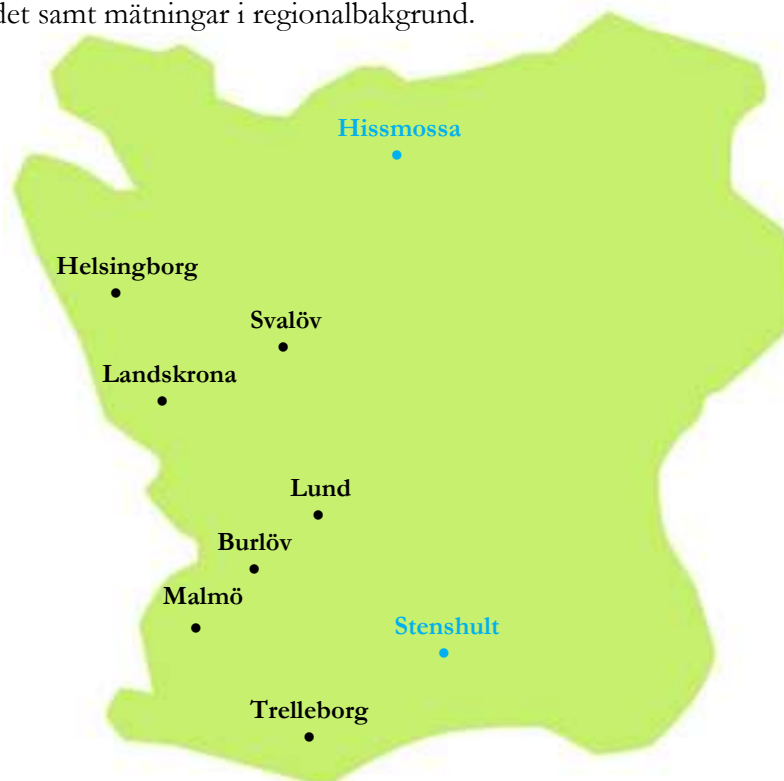 det samt mätningar i regionalbakgrund.
Hissmossa
Helsingborg
Svalöv
Landskrona
Lund
Burlöv
Malmö
Stenshult
Trelleborg